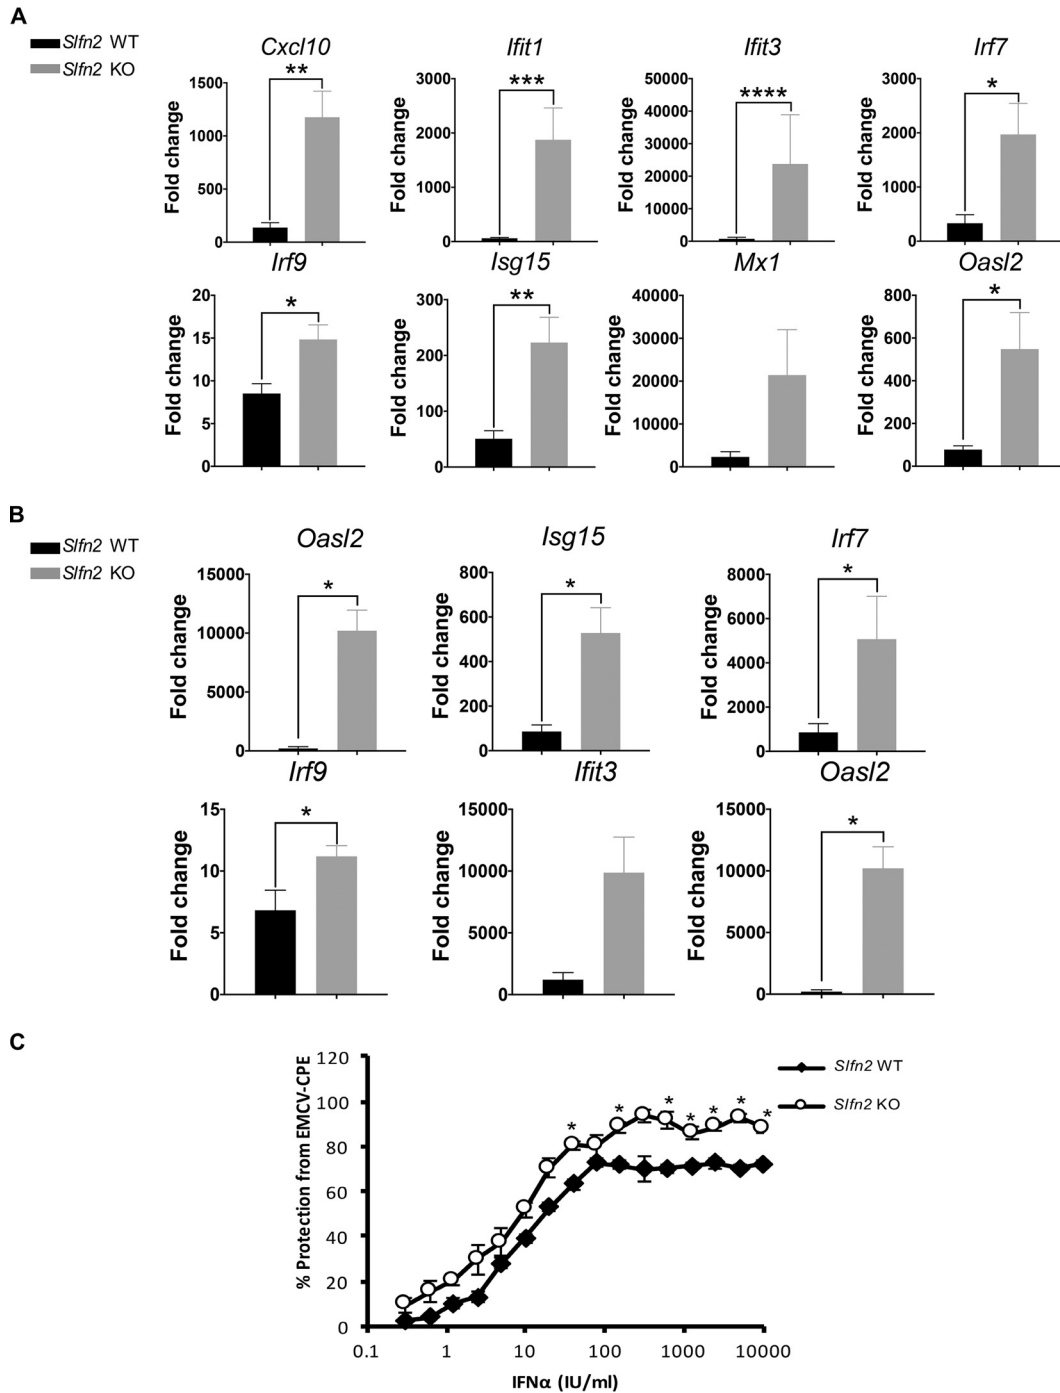 A
Slfn2 WT
Slfn2 KO
Cxcl10
Ifit1
Ifit3
Irf7
Fold change
1500
1000
500
0
**
Fold change
3000
2000
1000
0
***
Fold change
50000
40000
30000
20000
10000
0
****
Fold change
3000
2000
1000
0
*
Irf9
Isg15
Mx1
Oasl2
Fold change
20
15
10
5
0
*
Fold change
300
200
100
0
**
Fold change
40000
30000
20000
10000
0
Fold change
800
600
400
200
0
*
B
Slfn2 WT
Slfn2 KO
Oasl2
Isg15
Irf7
Fold change
15000
10000
5000
0
*
Fold change
800
600
400
200
0
*
Fold change
8000
6000
4000
2000
0
*
Irf9
Ifit3
Oasl2
Fold change
15
10
5
0
*
Fold change
15000
10000
5000
0
Fold change
15000
10000
5000
0
*
C
% Protection from EMCV-CPE
120
100
80
60
40
20
0
* * * * * * *
Slfn2 WT
Slfn2 KO
0.1 1 10 100 1000 10000
IFNα (IU/ml)